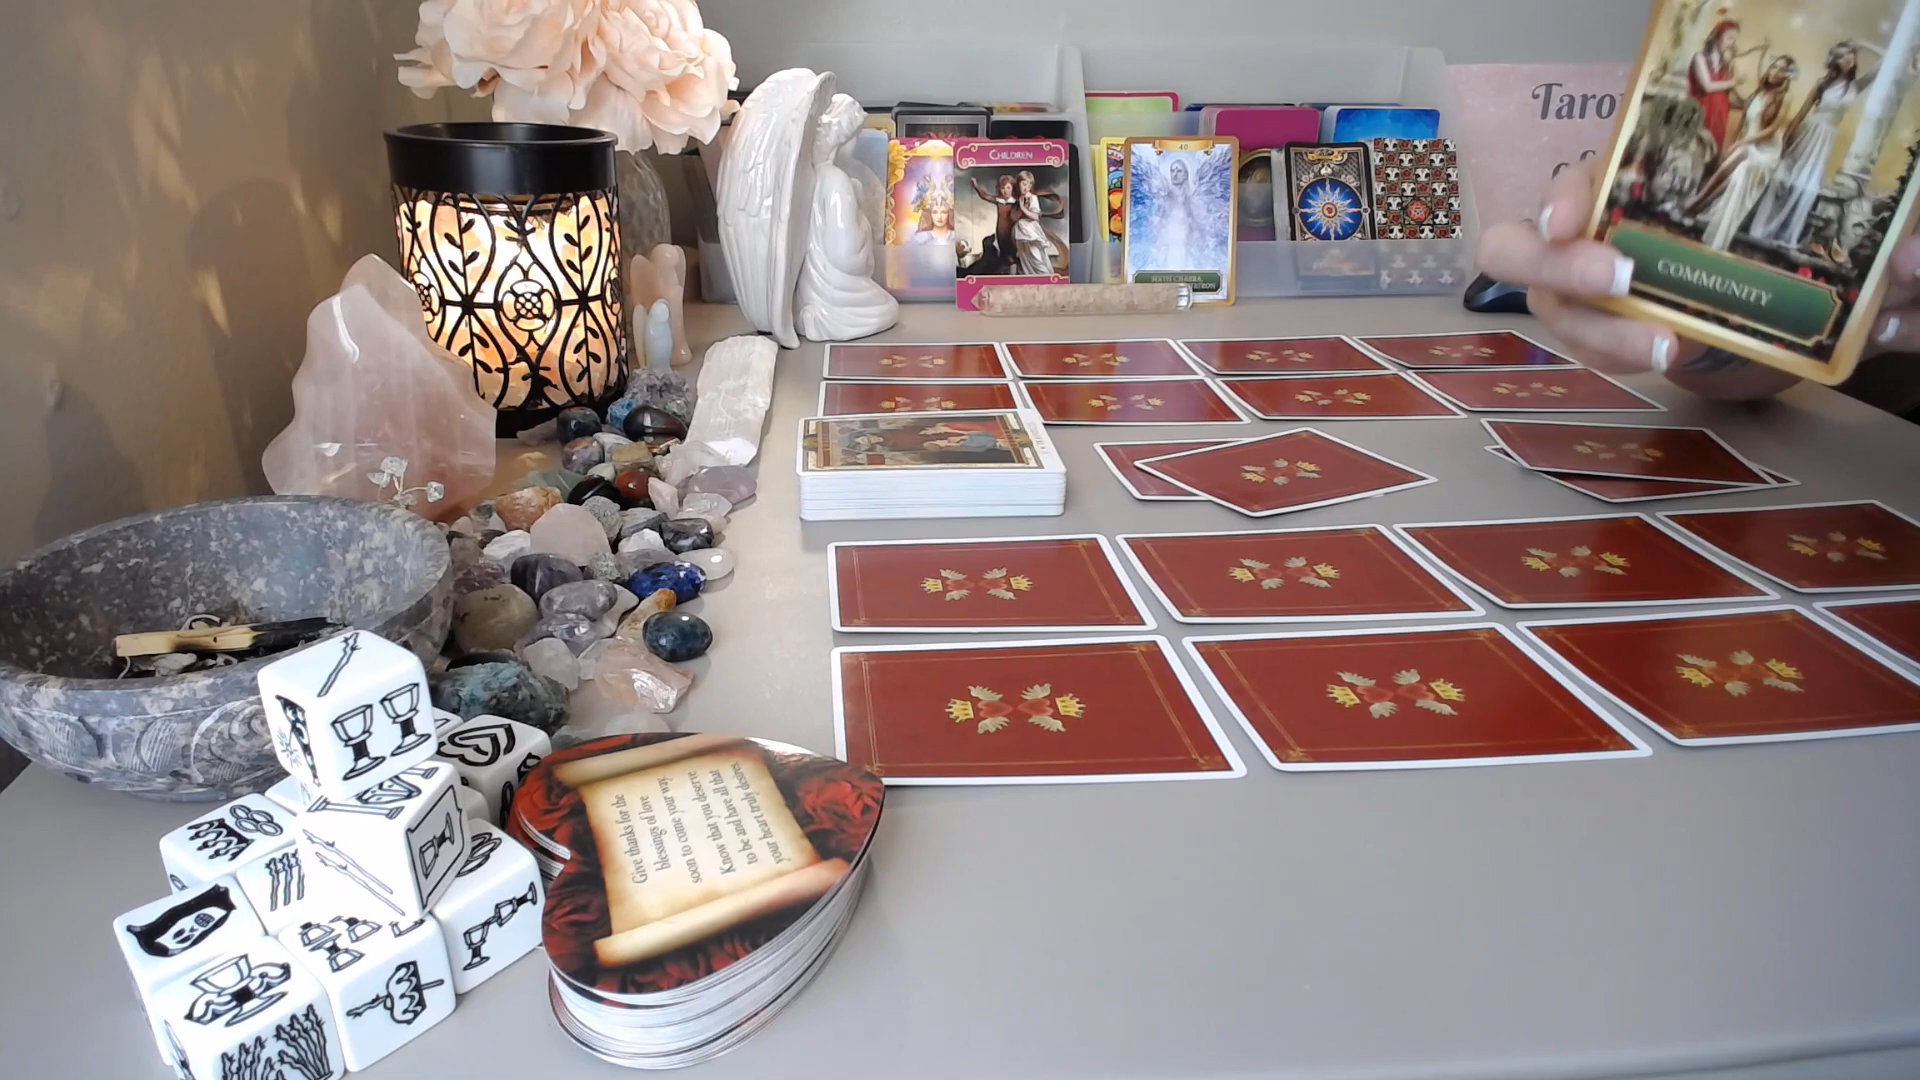 Taro
CHILDREN
40
COMMUNITY
Give thanks for the
blessings of love
soon to come your way.
Know that you deserve
to be and have all that
your heart truly desires.